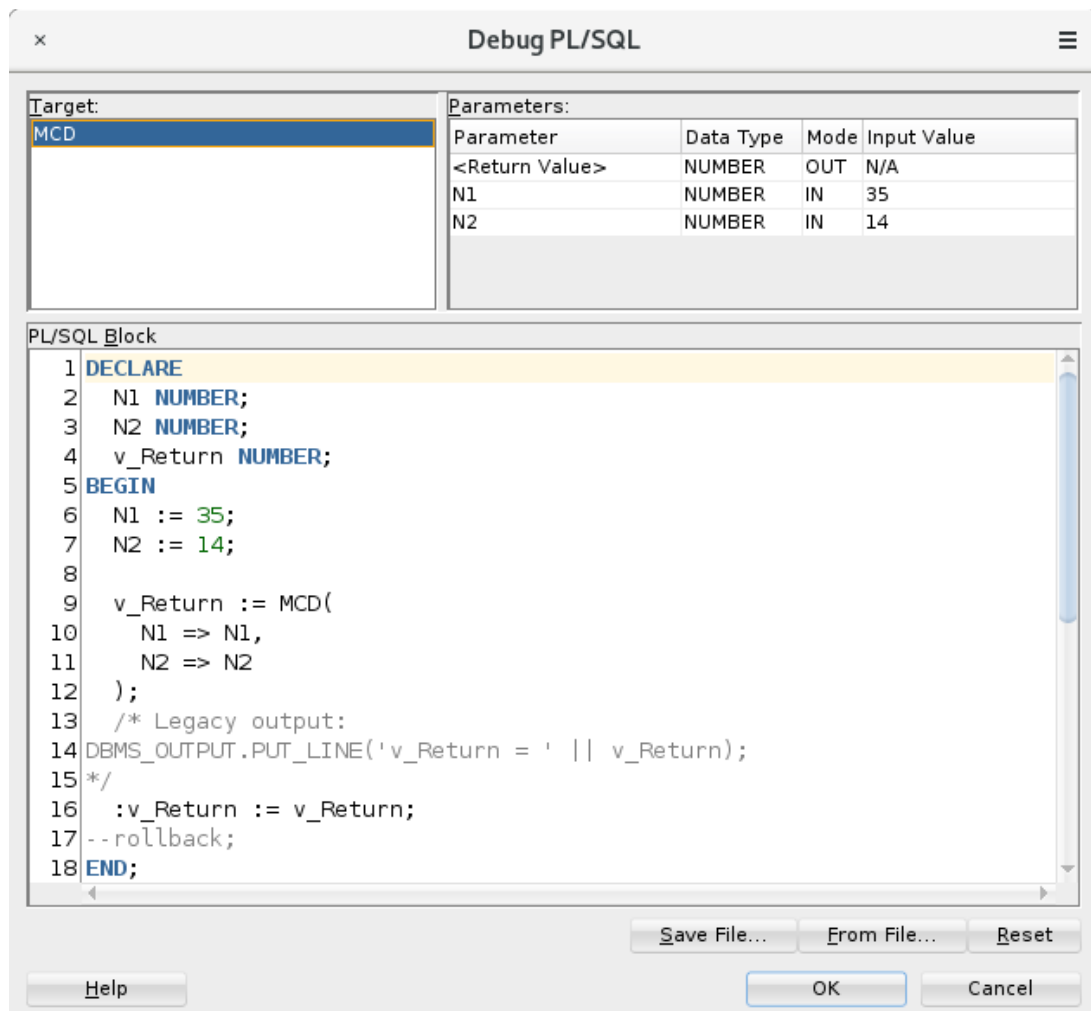 × Debug PL/SQL
Target:
MCD
Parameters:
Parameter Data Type Mode Input Value
<Return Value> NUMBER OUT N/A
N1 NUMBER IN 35
N2 NUMBER IN 14
PL/SQL Block
1 DECLARE
2   N1 NUMBER;
3   N2 NUMBER;
4   v_Return NUMBER;
5 BEGIN
6   N1 := 35;
7   N2 := 14;
8
9   v_Return := MCD(
10     N1 => N1,
11     N2 => N2
12   );
13   /* Legacy output:
14 DBMS_OUTPUT.PUT_LINE('v_Return = ' || v_Return);
15 */
16   :v_Return := v_Return;
17 --rollback;
18 END;
Save File... From File... Reset
Help OK Cancel